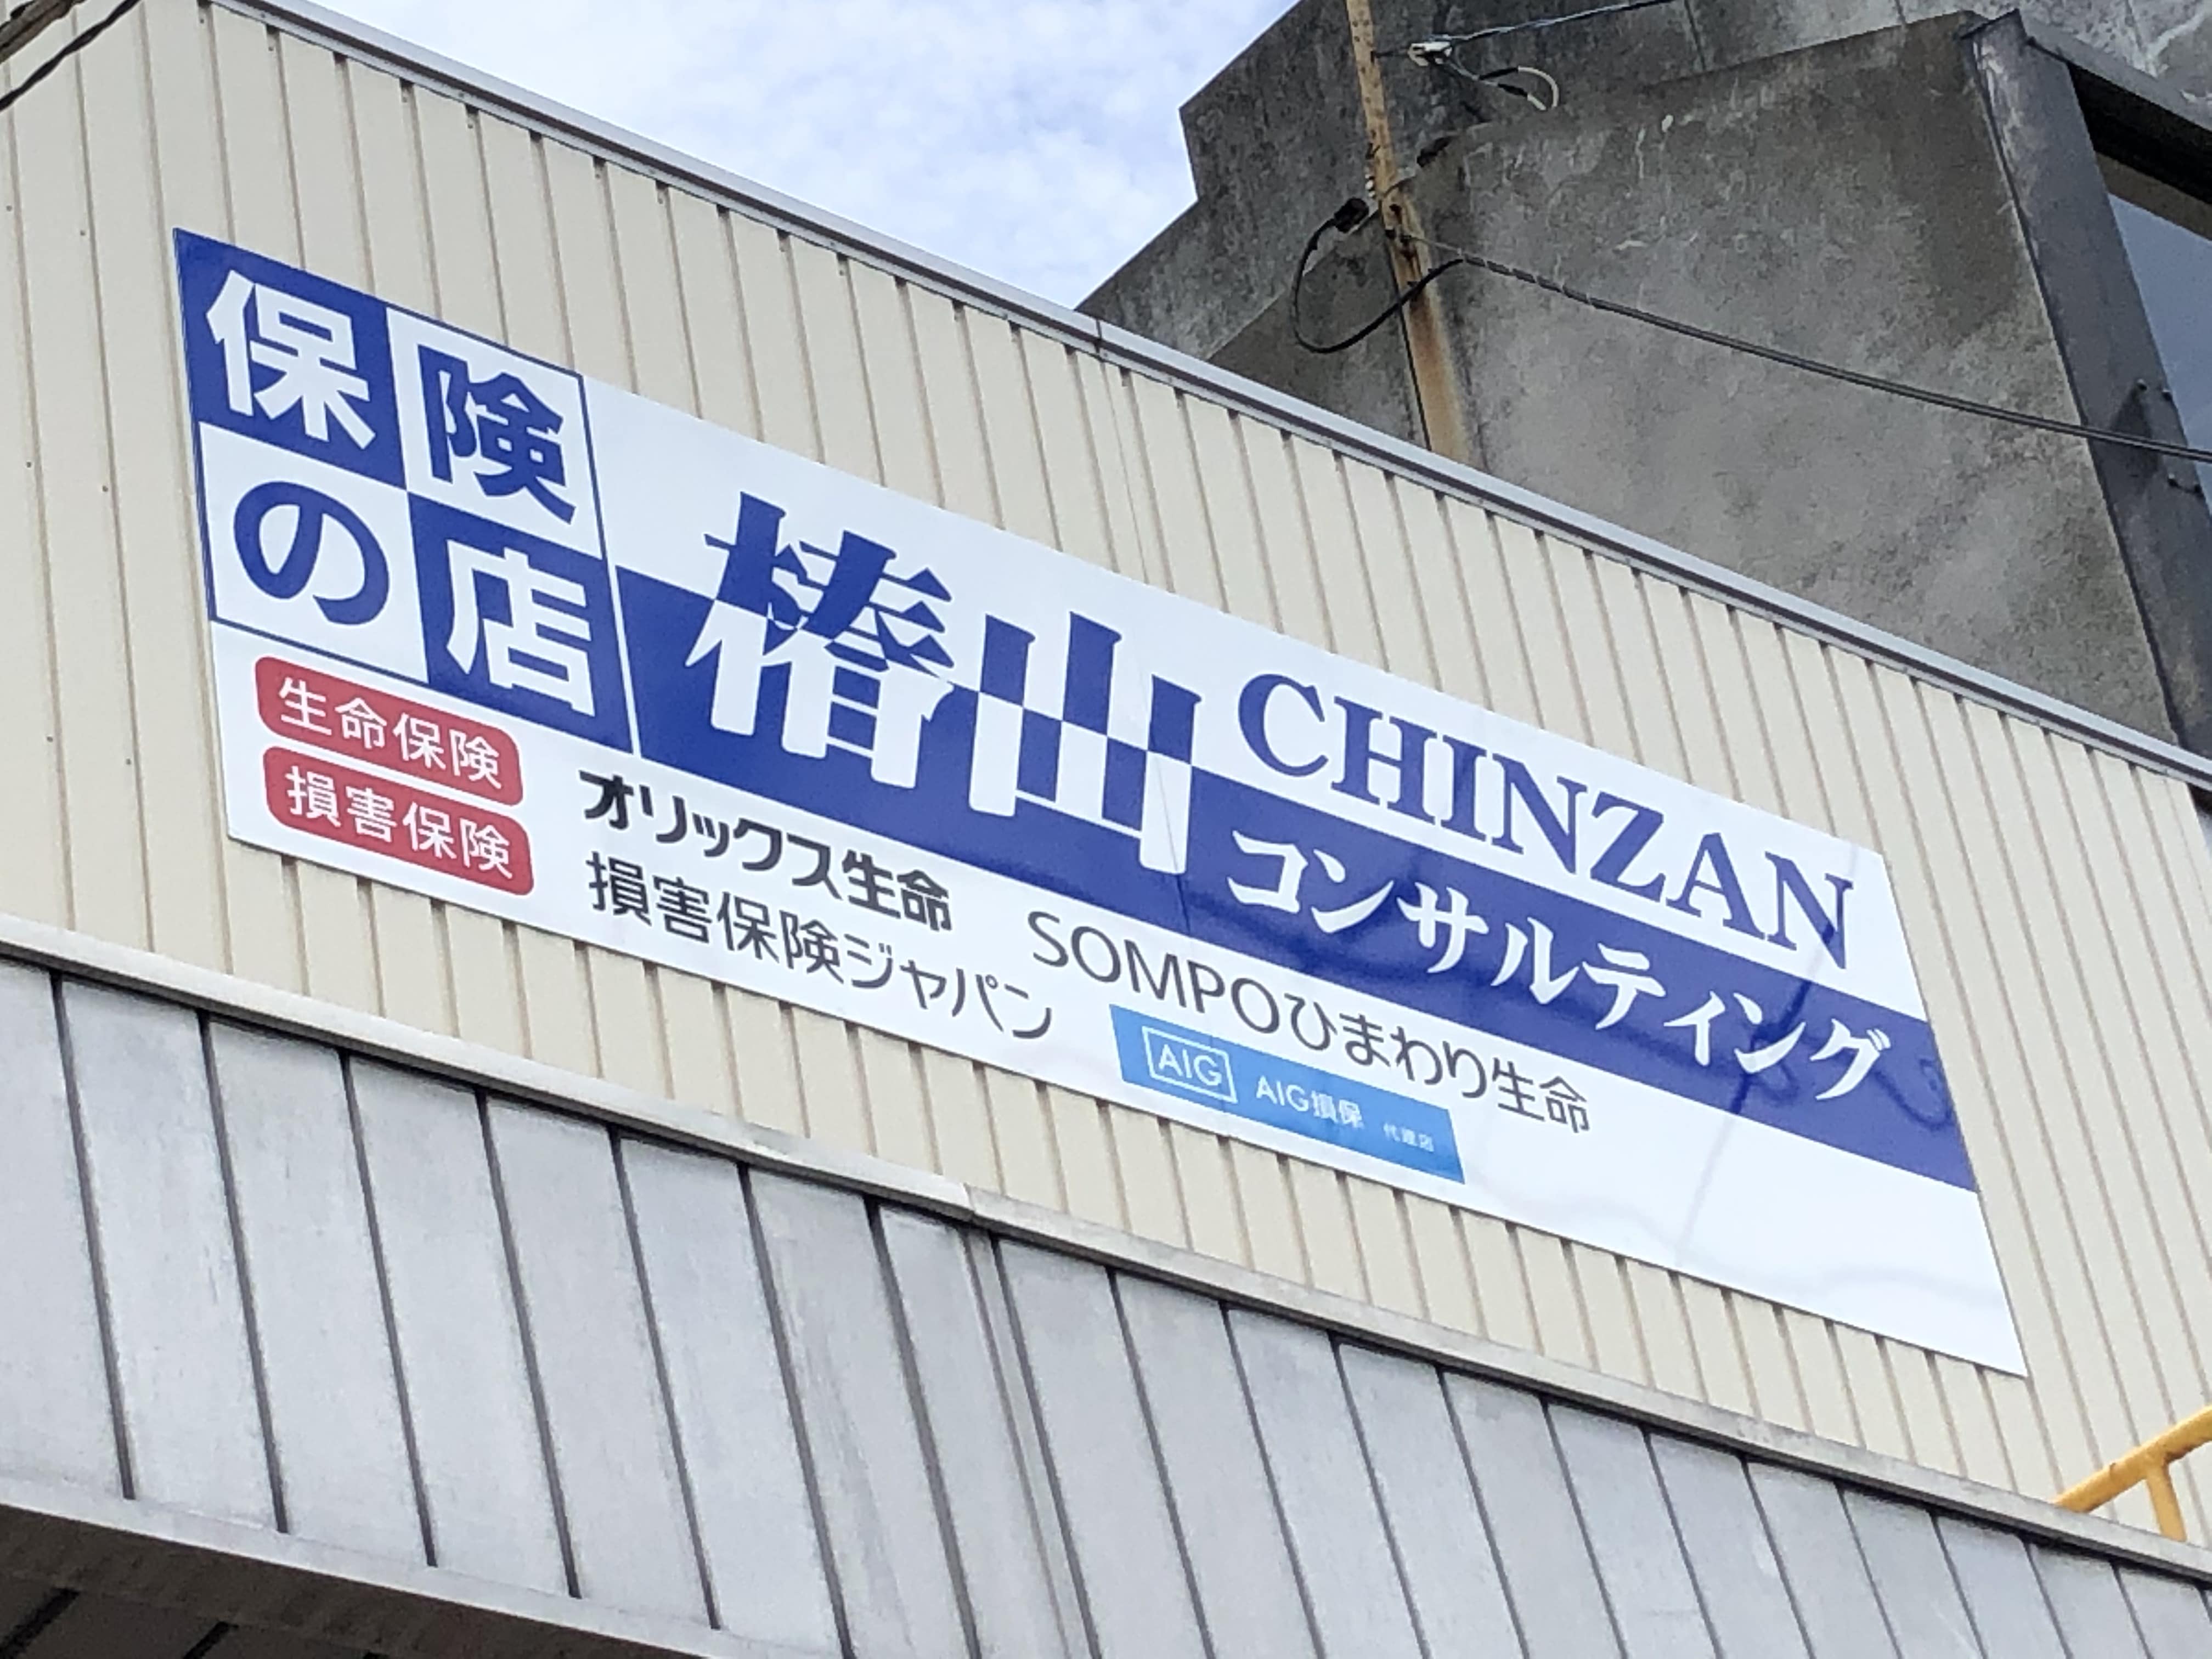 保険
の店
椿山
CHINZAN
コンサルティング
生命保険
損害保険
オリックス生命
SOMPOひまわり生命
損害保険ジャパン
AIG
AIG損保 代理店